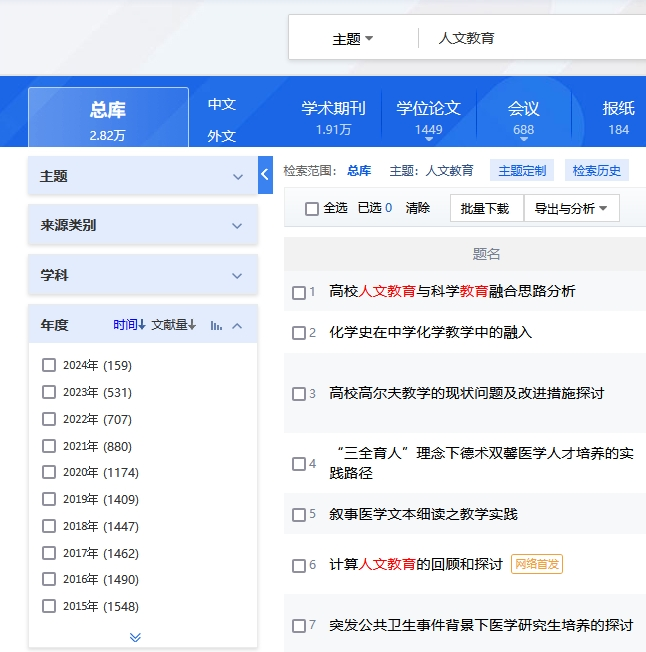 主题 人文教育
总库
2.82万
中文
外文
学术期刊
1.91万
学位论文
1449
会议
688
报纸
184
主题
来源类别
学科
年度 时间 文献量
2024年 (159)
2023年 (531)
2022年 (707)
2021年 (880)
2020年 (1174)
2019年 (1409)
2018年 (1447)
2017年 (1462)
2016年 (1490)
2015年 (1548)
检索范围： 总库 主题：人文教育 主题定制 检索历史
全选 已选 0 清除 批量下载 导出与分析
题名
1 高校人文教育与科学教育融合思路分析
2 化学史在中学化学教学中的融入
3 高校高尔夫教学的现状问题及改进措施探讨
4 “三全育人”理念下德术双馨医学人才培养的实
践路径
5 叙事医学文本细读之教学实践
6 计算人文教育的回顾和探讨 网络首发
7 突发公共卫生事件背景下医学研究生培养的探讨